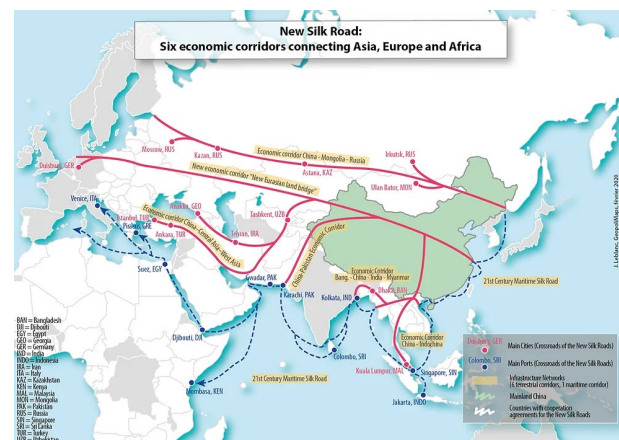 New Silk Road:
Six economic corridors connecting Asia, Europe and Africa
J. Leblanc, GeopoliMaps, février 2020
Moscow, RUS
Kazan, RUS
Economic corridor China - Mongolia - Russia
Astana, KAZ
Irkutsk, RUS
Ulan Bator, MON
Duisburg, GER
New economic corridor "New Eurasian land bridge"
Venice, ITA
Istanbul, TUR
Piraeus, GRE
Ankara, TUR
Economic corridor China - Central Asia - West Asia
Tashkent, UZB
Tehran, IRA
China-Pakistan Economic Corridor
Suez, EGY
Gwadar, PAK
Karachi, PAK
Kolkata, IND
Economic Corridor
Bang. - China - India - Myanmar
Dhaka, BAN
21st Century Maritime Silk Road
Djibouti, DJI
Colombo, SRI
Economic Corridor
China - Indochina
Kuala Lumpur, MAL
Singapore, SIN
Jakarta, INDO
Mombasa, KEN
21st Century Maritime Silk Road
BAN = Bangladesh
DJI = Djibouti
EGY = Egypt
GEO = Georgia
GER = Germany
IND = India
INDO = Indonesia
IRA = Iran
ITA = Italy
KAZ = Kazakhstan
KEN = Kenya
MAL = Malaysia
MON = Mongolia
PAK = Pakistan
RUS = Russia
SIN = Singapore
SRI = Sri Lanka
TUR = Turkey
UZB = Uzbekistan
Duisburg, GER
Main Cities (Crossroads of the New Silk Roads)
Colombo, SRI
Main Ports (Crossroads of the New Silk Roads)
Infrastructure Networks
(6 terrestrial corridors, 1 maritime corridor)
Mainland China
Countries with cooperation
agreements for the New Silk Roads